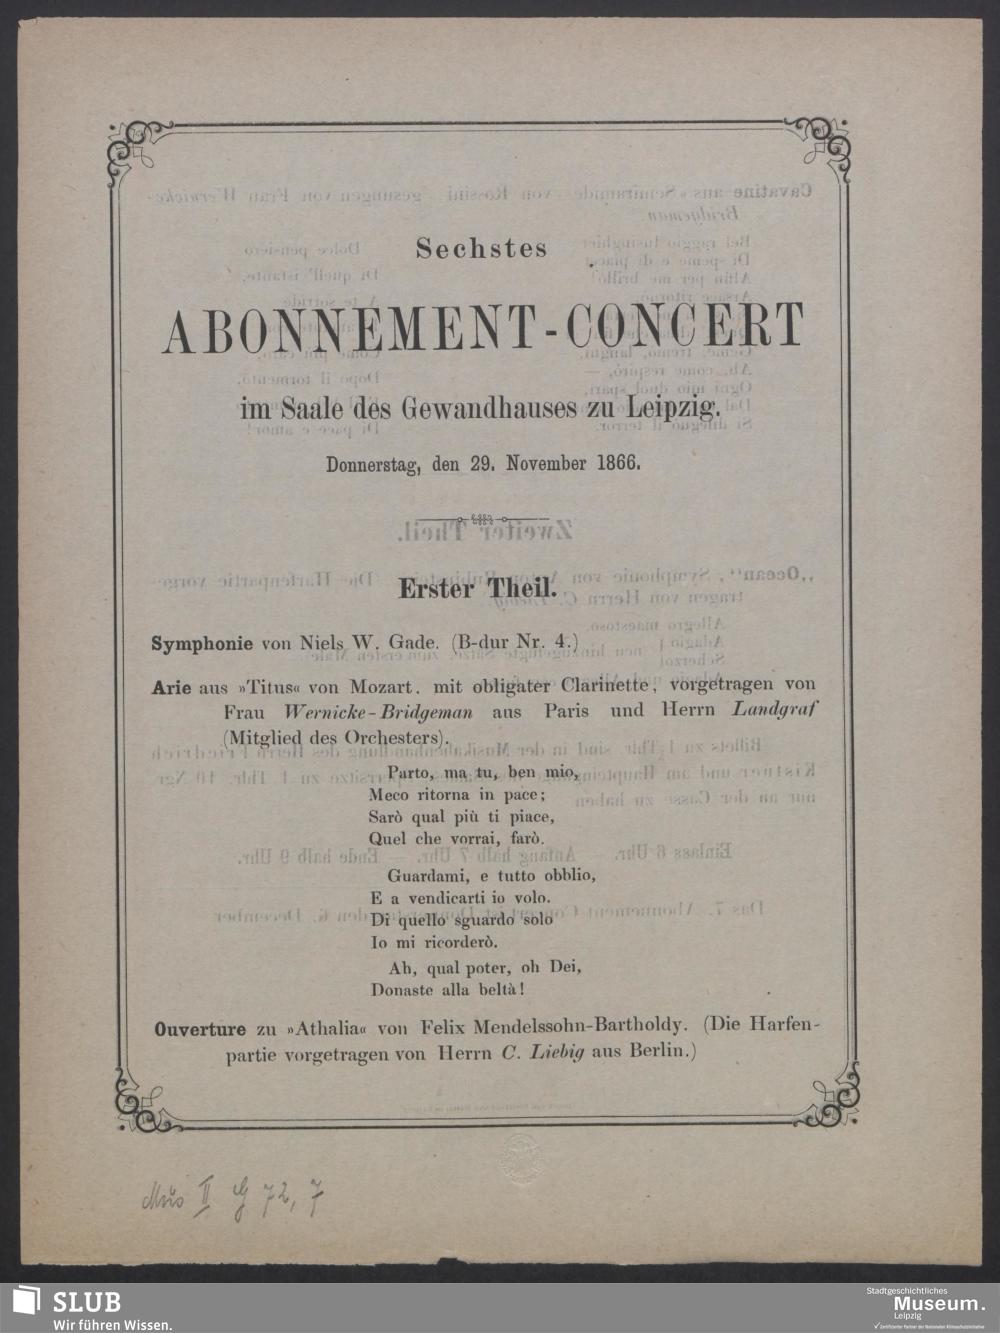 Sechstes
ABONNEMENT-CONCERT
im Saale des Gewandhauses zu Leipzig.
Donnerstag, den 29. November 1866.
Erster Theil.
Symphonie von Niels W. Gade. (B-dur Nr. 4.)
Arie aus »Titus« von Mozart, mit obligater Clarinette, vorgetragen von
Frau Wernicke-Bridgeman aus Paris und Herrn Landgraf
(Mitglied des Orchesters).
Parto, ma tu, ben mio,
Meco ritorna in pace;
Sarò qual più ti piace,
Quel che vorrai, farò.
Guardami, e tutto obblio,
E a vendicarti io volo.
Di quello sguardo solo
Io mi ricorderò.
Ah, qual poter, oh Dei,
Donaste alla beltà!
Ouverture zu »Athalia« von Felix Mendelssohn-Bartholdy. (Die Harfen-
partie vorgetragen von Herrn C. Liebig aus Berlin.)
Mus II G 72, 7
SLUB
Wir führen Wissen.
Stadtgeschichtliches
Museum.
Leipzig